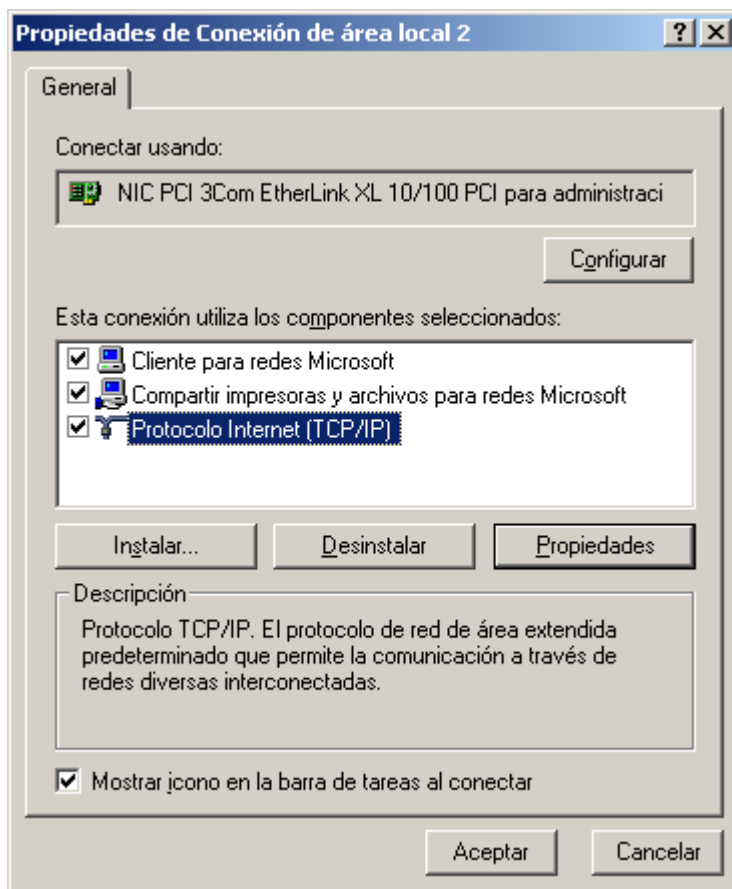 Propiedades de Conexión de área local 2
General
Conectar usando:
NIC PCI 3Com EtherLink XL 10/100 PCI para administraci
Configurar
Esta conexión utiliza los componentes seleccionados:
Cliente para redes Microsoft
Compartir impresoras y archivos para redes Microsoft
Protocolo Internet (TCP/IP)
Instalar... Desinstalar Propiedades
Descripción
Protocolo TCP/IP. El protocolo de red de área extendida
predeterminado que permite la comunicación a través de
redes diversas interconectadas.
Mostrar icono en la barra de tareas al conectar
Aceptar Cancelar